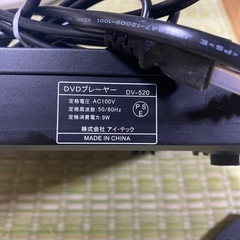 DVDプレーヤー DV-520
定格電圧:AC100V
定格周波数:50/60Hz
定格消費電力:9W
PSE
株式会社アイ・テック
MADE IN CHINA